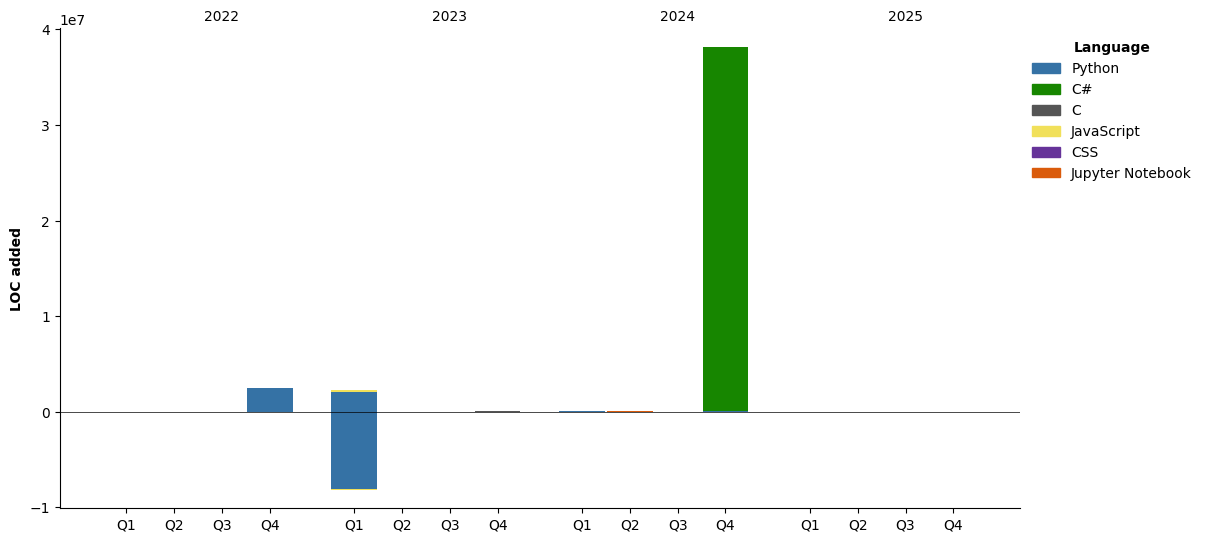 2022 2023 2024 2025
1e7
4
3
2
1
0
−1
LOC added
Q1 Q2 Q3 Q4 Q1 Q2 Q3 Q4 Q1 Q2 Q3 Q4 Q1 Q2 Q3 Q4
Language
Python
C#
C
JavaScript
CSS
Jupyter Notebook